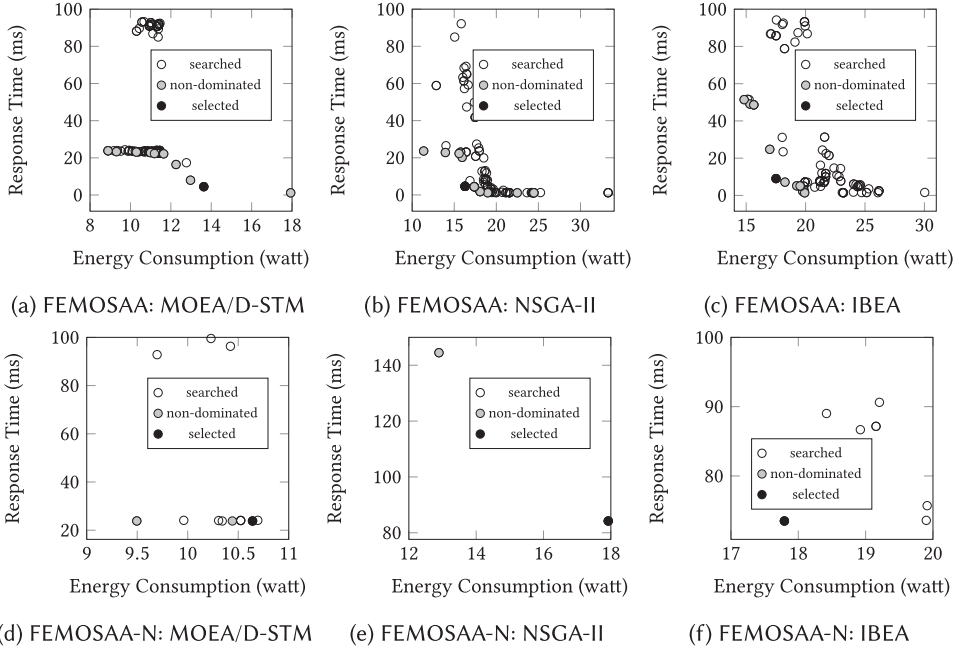 100
80
60
40
20
0
8 10 12 14 16 18
Response Time (ms)
Energy Consumption (watt)
searched
non-dominated
selected
(a) FEMOSAA: MOEA/D-STM
100
80
60
40
20
0
10 15 20 25 30 34
Response Time (ms)
Energy Consumption (watt)
searched
non-dominated
selected
(b) FEMOSAA: NSGA-II
100
80
60
40
20
0
15 20 25 30
Response Time (ms)
Energy Consumption (watt)
searched
non-dominated
selected
(c) FEMOSAA: IBEA
100
80
60
40
20
9 9.5 10 10.5 11
Response Time (ms)
Energy Consumption (watt)
searched
non-dominated
selected
(d) FEMOSAA-N: MOEA/D-STM
140
120
100
80
12 14 16 18
Response Time (ms)
Energy Consumption (watt)
searched
non-dominated
selected
(e) FEMOSAA-N: NSGA-II
100
90
80
17 18 19 20
Response Time (ms)
Energy Consumption (watt)
searched
non-dominated
selected
(f) FEMOSAA-N: IBEA